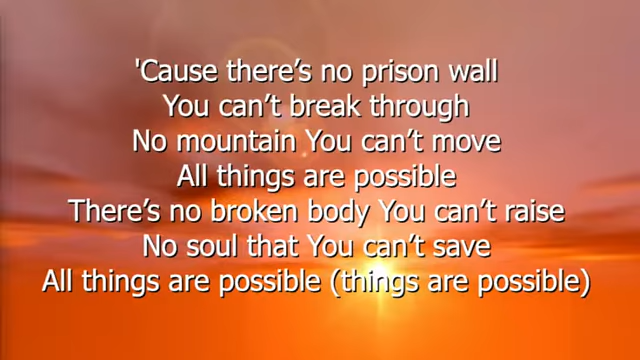 'Cause there’s no prison wall
You can’t break through
No mountain You can’t move
All things are possible
There’s no broken body You can’t raise
No soul that You can’t save
All things are possible (things are possible)